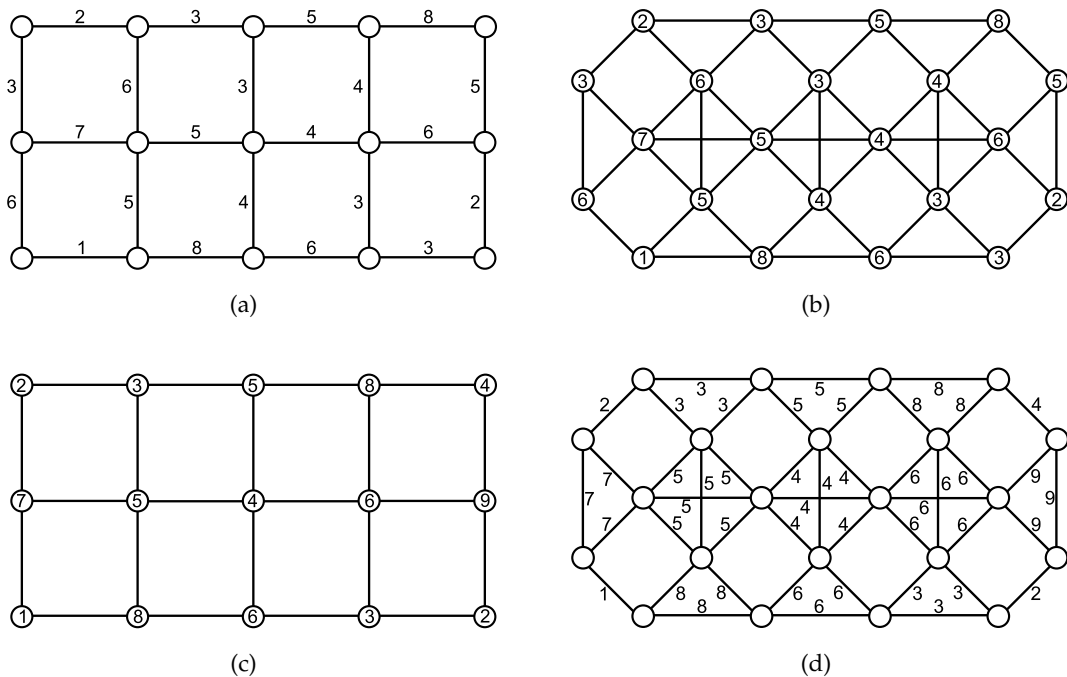 2 3 5 8
3 6 3 4 5
7 5 4 6
6 5 4 3 2
1 8 6 3
(a)
2 3 5 8
3 6 3 4 5
7 5 4 6
6 5 4 3 2
1 8 6 3
(b)
2 3 5 8 4
7 5 4 6 9
1 8 6 3 2
(c)
3 5 8
2 3 3 5 5 8 8 4
7 5 5 5 4 4 4 6 6 6 9
7 5 4 6 9
7 5 5 4 4 6 6 9
1 8 8 6 6 3 3 2
8 6 3
(d)